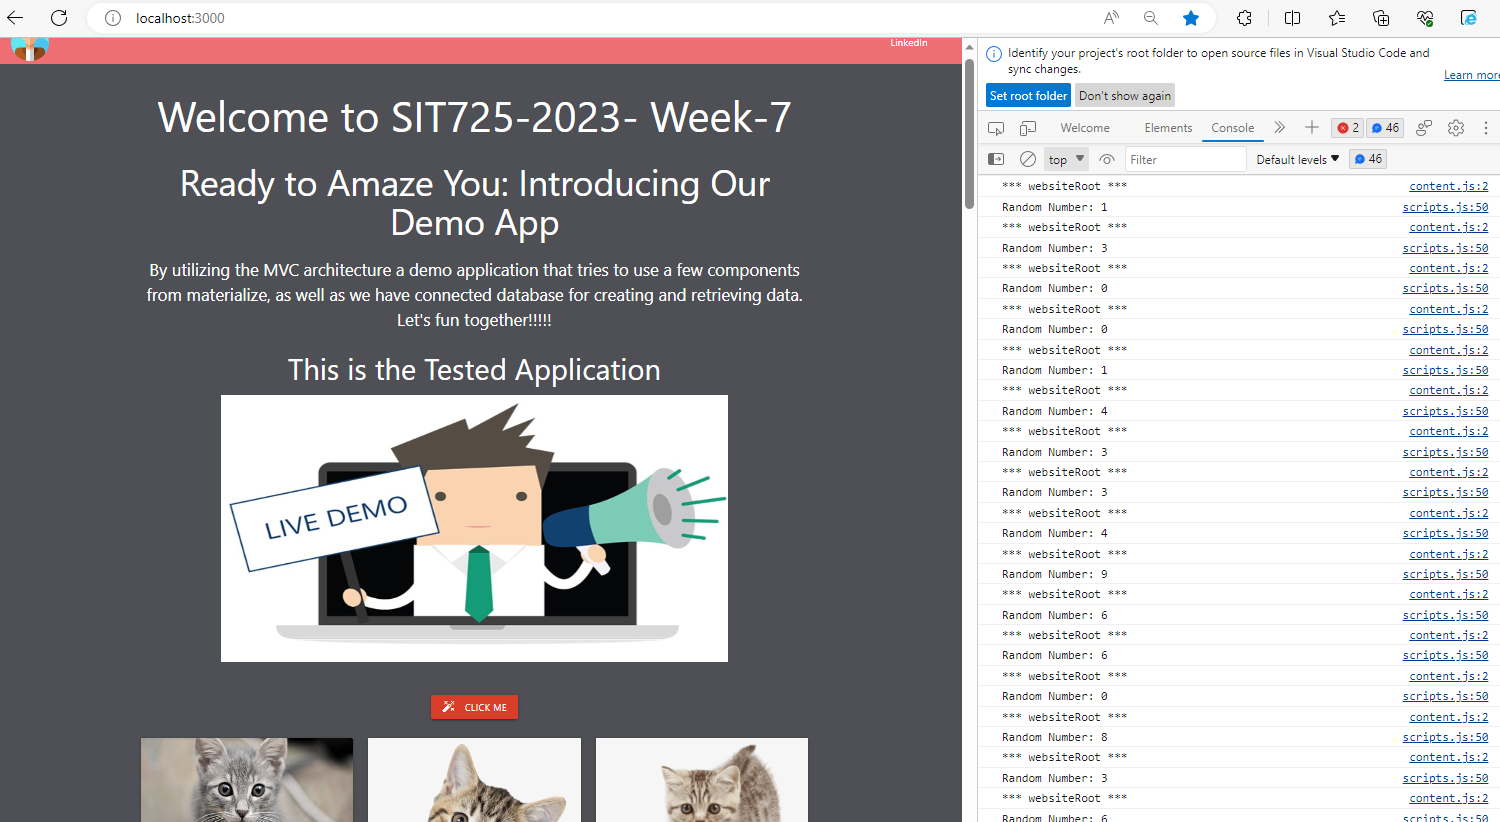 localhost:3000
LinkedIn
Welcome to SIT725-2023- Week-7
Ready to Amaze You: Introducing Our
Demo App
By utilizing the MVC architecture a demo application that tries to use a few components
from materialize, as well as we have connected database for creating and retrieving data.
Let's fun together!!!!!
This is the Tested Application
LIVE DEMO
CLICK ME
Identify your project's root folder to open source files in Visual Studio Code and
sync changes.
Learn more
Set root folder Don't show again
Welcome Elements Console 2 46
top Filter Default levels 46
*** websiteRoot *** content.js:2
Random Number: 1 scripts.js:50
*** websiteRoot *** content.js:2
Random Number: 3 scripts.js:50
*** websiteRoot *** content.js:2
Random Number: 0 scripts.js:50
*** websiteRoot *** content.js:2
Random Number: 0 scripts.js:50
*** websiteRoot *** content.js:2
Random Number: 1 scripts.js:50
*** websiteRoot *** content.js:2
Random Number: 4 scripts.js:50
*** websiteRoot *** content.js:2
Random Number: 3 scripts.js:50
*** websiteRoot *** content.js:2
Random Number: 3 scripts.js:50
*** websiteRoot *** content.js:2
Random Number: 4 scripts.js:50
*** websiteRoot *** content.js:2
Random Number: 9 scripts.js:50
*** websiteRoot *** content.js:2
Random Number: 6 scripts.js:50
*** websiteRoot *** content.js:2
Random Number: 6 scripts.js:50
*** websiteRoot *** content.js:2
Random Number: 0 scripts.js:50
*** websiteRoot *** content.js:2
Random Number: 8 scripts.js:50
*** websiteRoot *** content.js:2
Random Number: 3 scripts.js:50
*** websiteRoot *** content.js:2
Random Number: 6 scripts.js:50